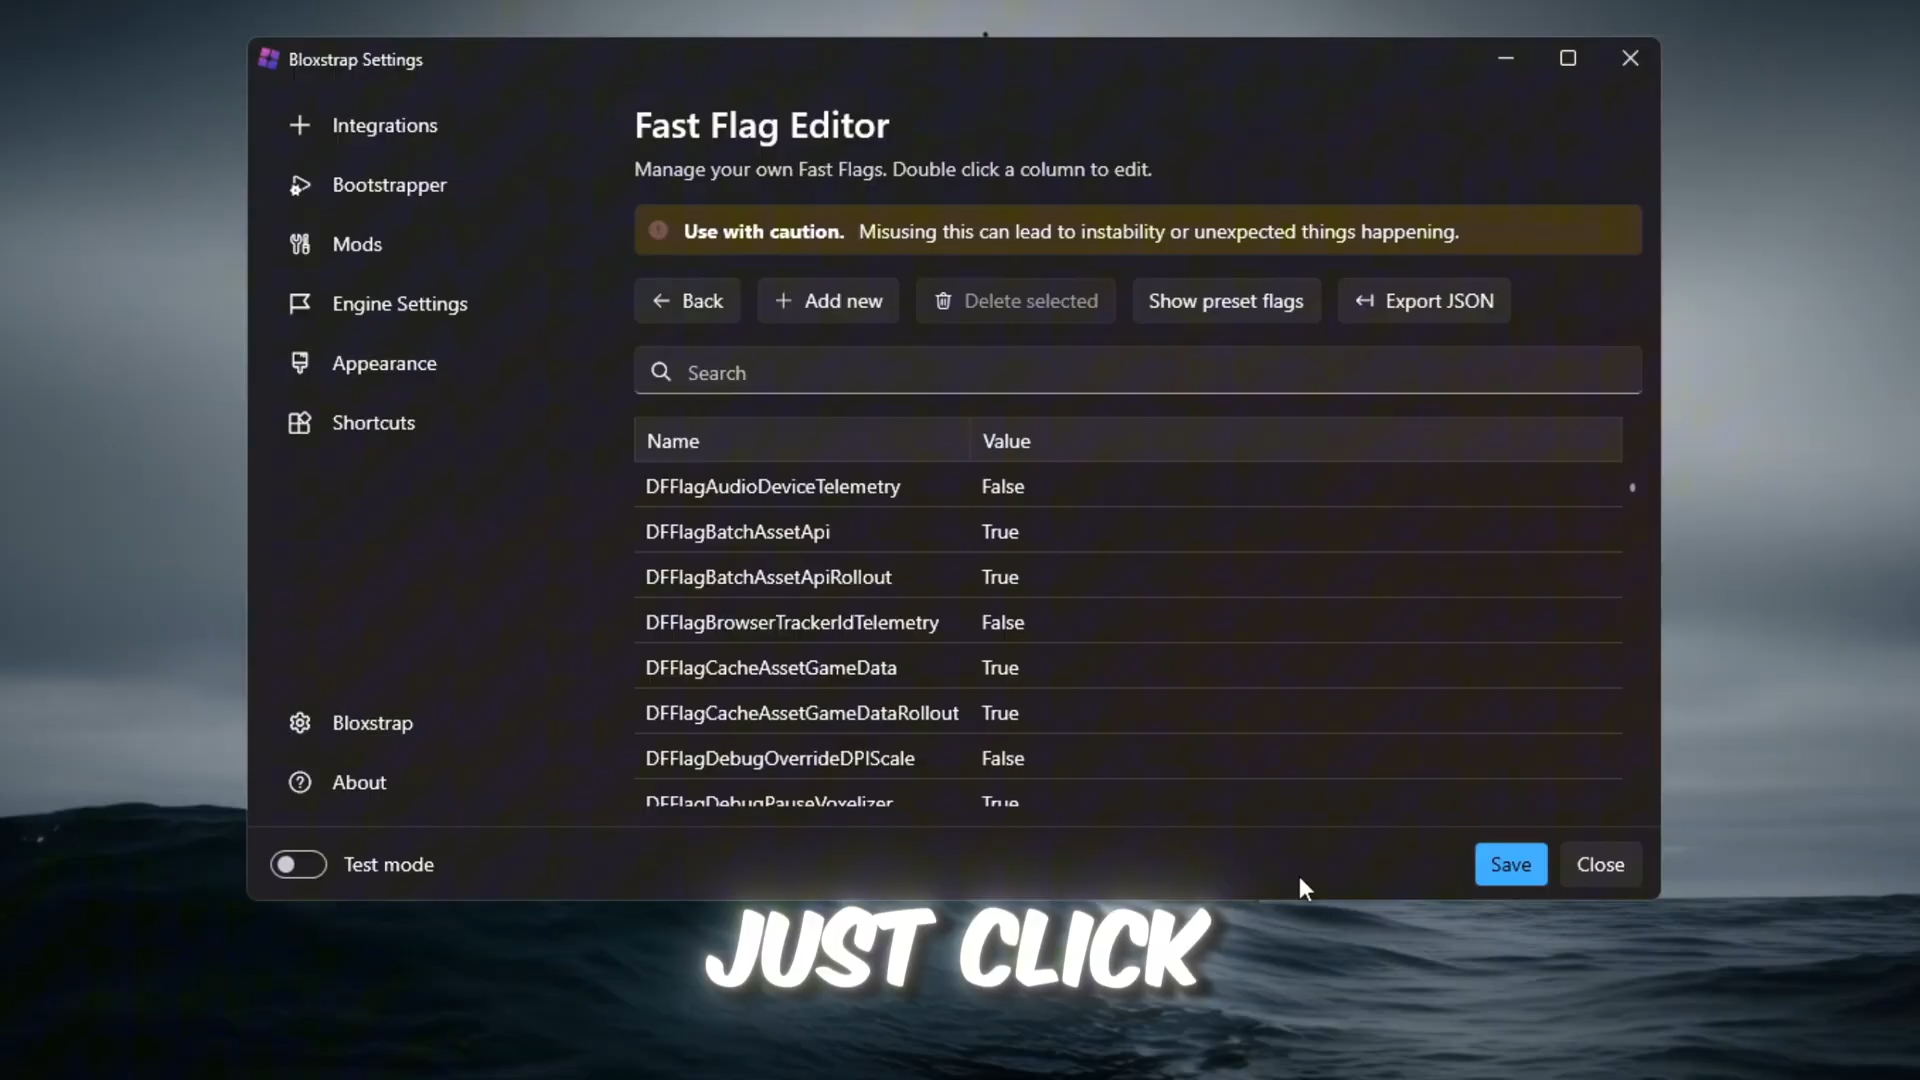 Bloxstrap Settings
Integrations
Bootstrapper
Mods
Engine Settings
Appearance
Shortcuts
Bloxstrap
About
Test mode
Fast Flag Editor
Manage your own Fast Flags. Double click a column to edit.
Use with caution. Misusing this can lead to instability or unexpected things happening.
Back Add new Delete selected Show preset flags Export JSON
Search
Name Value
DFFlagAudioDeviceTelemetry False
DFFlagBatchAssetApi True
DFFlagBatchAssetApiRollout True
DFFlagBrowserTrackerIdTelemetry False
DFFlagCacheAssetGameData True
DFFlagCacheAssetGameDataRollout True
DFFlagDebugOverrideDPIScale False
DFFlagDebugPauseVoxelizer True
Save Close
JUST CLICK